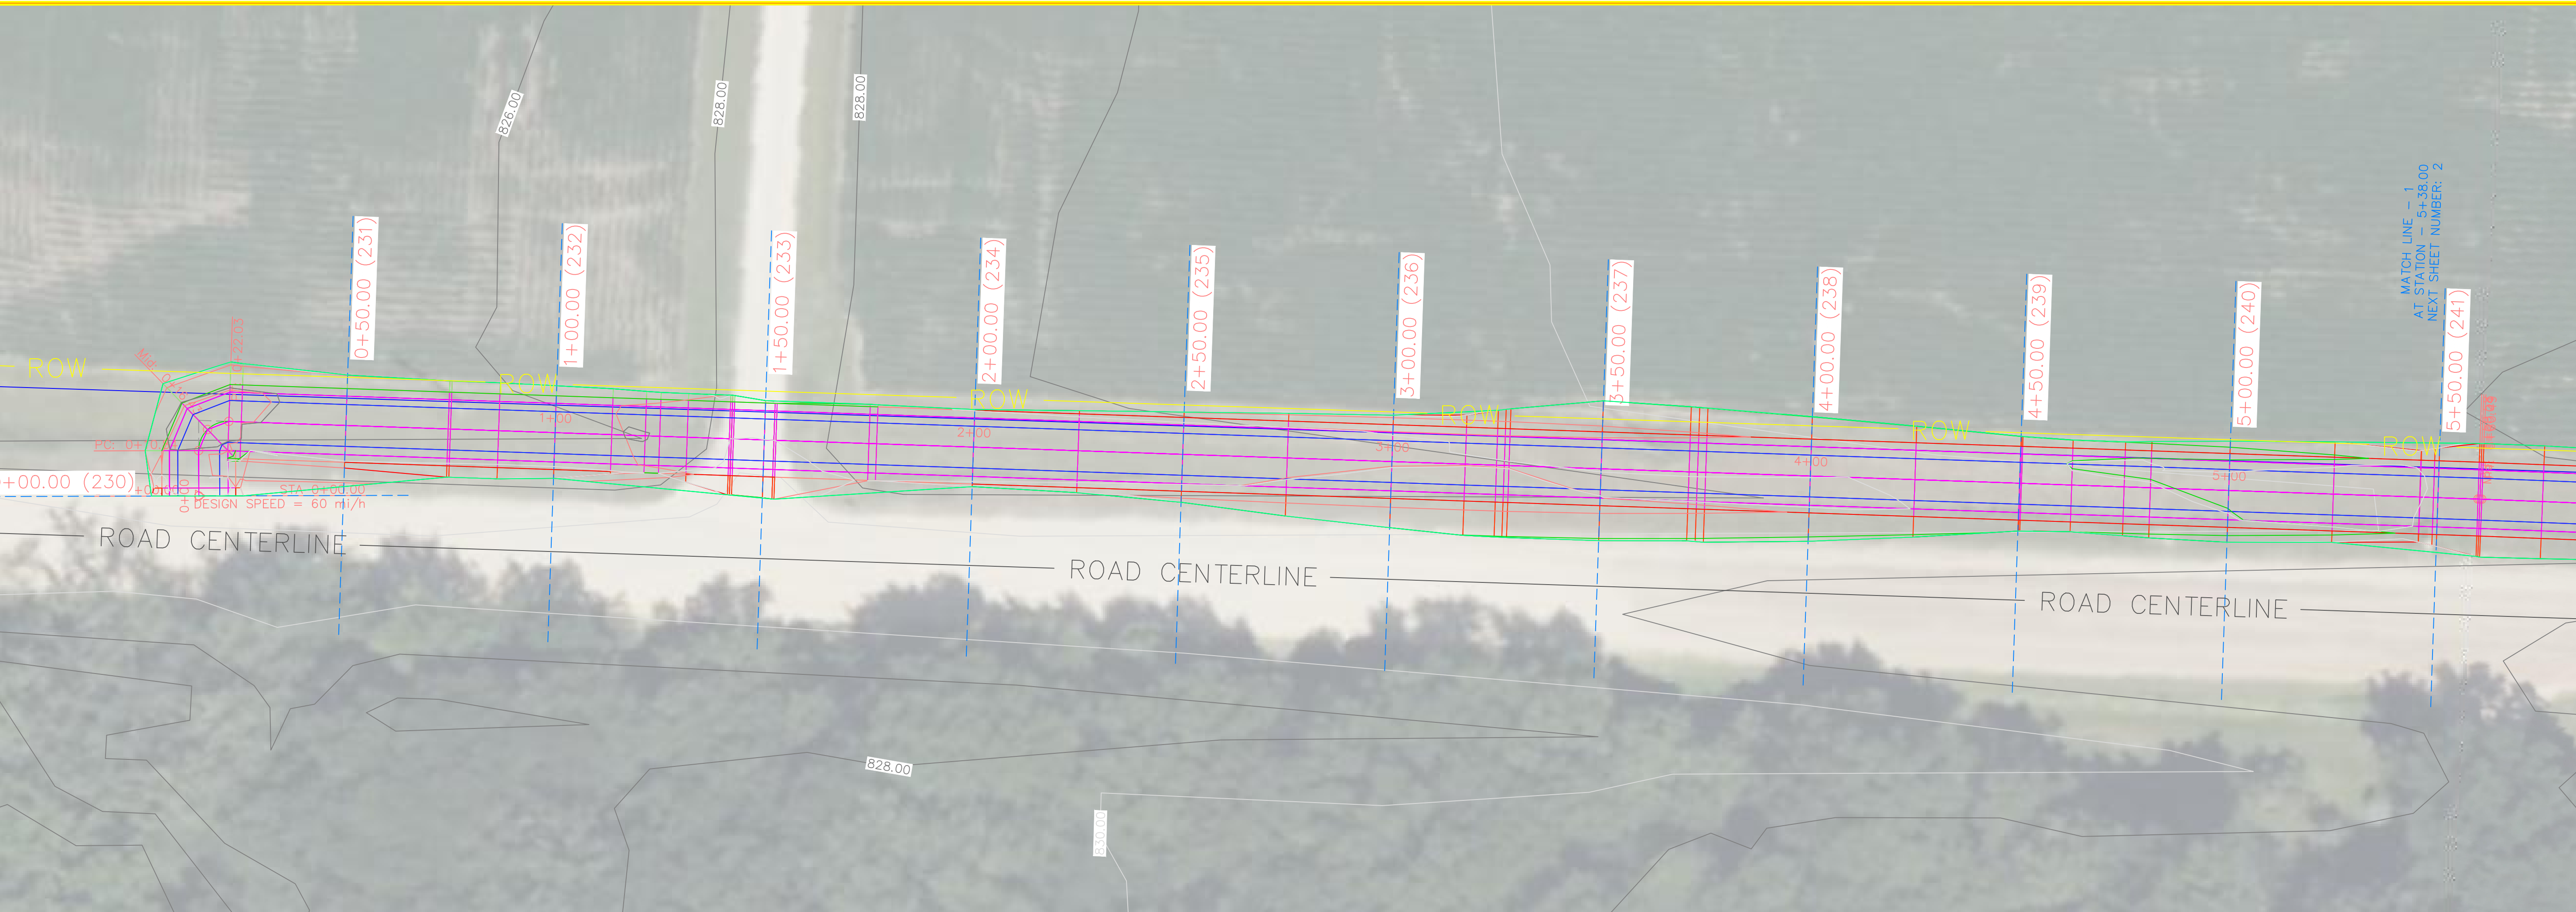 826.00
828.00
828.00
MATCH LINE - 1
AT STATION - 5+38.00
NEXT SHEET NUMBER: 2
0+50.00 (231)
1+00.00 (232)
1+50.00 (233)
2+00.00 (234)
2+50.00 (235)
3+00.00 (236)
3+50.00 (237)
4+00.00 (238)
4+50.00 (239)
5+00.00 (240)
5+50.00 (241)
0+22.03
ROW
ROW
ROW
ROW
ROW
ROW
1+00
2+00
3+00
4+00
5+00
+00.00 (230)
0+00
STA 0+00.00
DESIGN SPEED = 60 mi/h
ROAD CENTERLINE
ROAD CENTERLINE
ROAD CENTERLINE
828.00
830.00